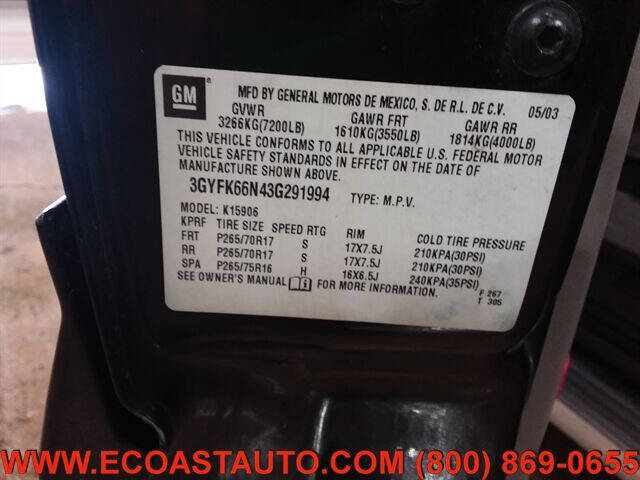 GM ®
MFD BY GENERAL MOTORS DE MEXICO, S. DE R.L. DE C.V. 05/03
GVWR GAWR FRT GAWR RR
3266KG(7200LB) 1610KG(3550LB) 1814KG(4000LB)
THIS VEHICLE CONFORMS TO ALL APPLICABLE U.S. FEDERAL MOTOR
VEHICLE SAFETY STANDARDS IN EFFECT ON THE DATE OF
MANUFACTURE SHOWN ABOVE.
3GYFK66N43G291994 TYPE: M.P.V.
MODEL: K15906
KPRF TIRE SIZE SPEED RTG RIM COLD TIRE PRESSURE
FRT P265/70R17 S 17X7.5J 210KPA(30PSI)
RR P265/70R17 S 17X7.5J 210KPA(30PSI)
SPA P265/75R16 H 16X6.5J 240KPA(35PSI)
SEE OWNER'S MANUAL FOR MORE INFORMATION. F 267
T 30S
WWW.ECOASTAUTO.COM (800) 869-0655